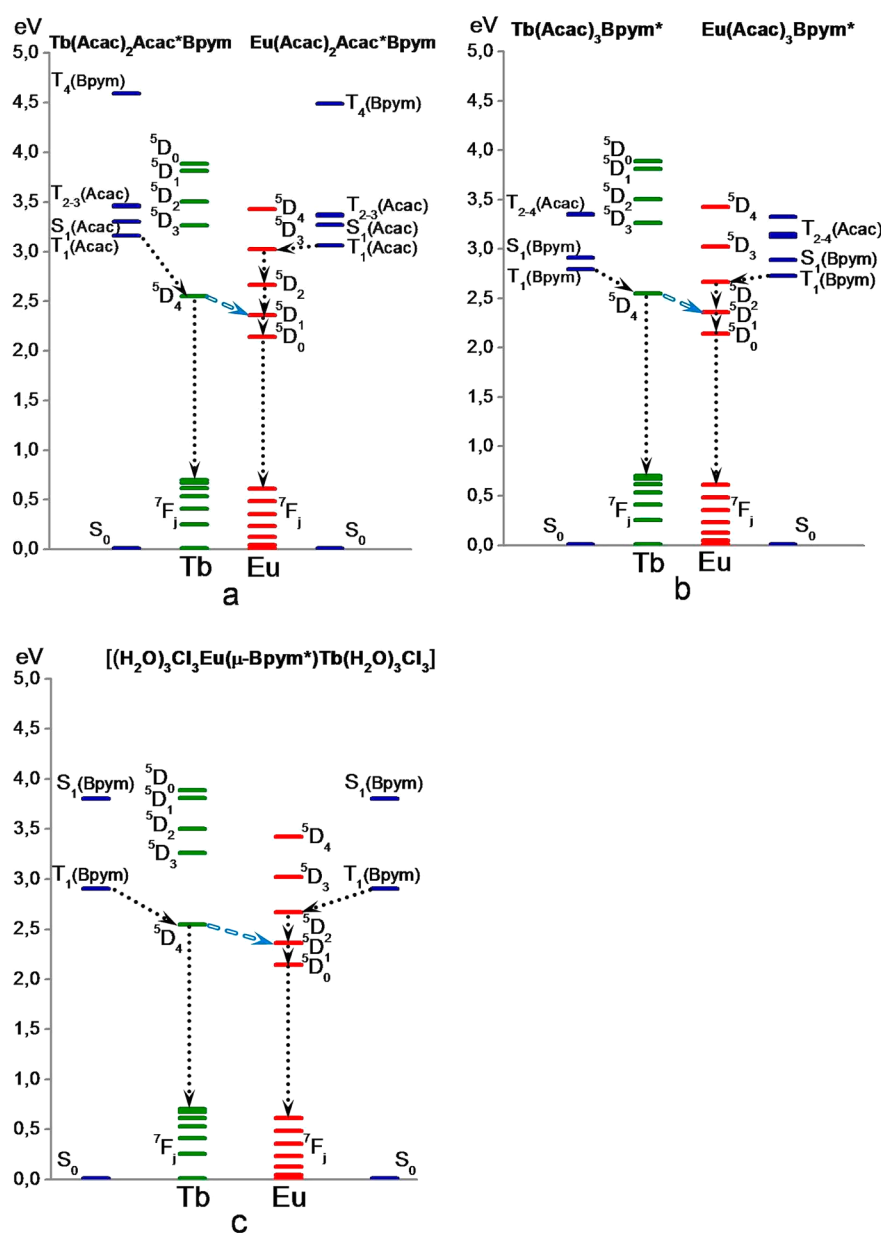 eV
Tb(Acac)₂Acac*Bpym
Eu(Acac)₂Acac*Bpym
5,0
4,5
4,0
3,5
3,0
2,5
2,0
1,5
1,0
0,5
0,0
T₄(Bpym)
T₂₋₃(Acac)
S₁(Acac)
T₁(Acac)
⁵D₀
⁵D₁
⁵D₂
⁵D₃
⁵D₄
⁷Fⱼ
S₀
T₄(Bpym)
⁵D₄
⁵D₃
T₂₋₃(Acac)
S₁(Acac)
T₁(Acac)
⁵D₂
⁵D₁
⁵D₀
⁷Fⱼ
S₀
Tb
Eu
a
eV
Tb(Acac)₃Bpym*
Eu(Acac)₃Bpym*
5,0
4,5
4,0
3,5
3,0
2,5
2,0
1,5
1,0
0,5
0,0
T₂₋₄(Acac)
S₁(Bpym)
T₁(Bpym)
⁵D₀
⁵D₁
⁵D₂
⁵D₃
⁵D₄
⁷Fⱼ
S₀
⁵D₄
⁵D₃
⁵D₂
⁵D₁
⁵D₀
T₂₋₄(Acac)
S₁(Bpym)
T₁(Bpym)
⁷Fⱼ
S₀
Tb
Eu
b
eV
[(H₂O)₃Cl₃Eu(μ-Bpym*)Tb(H₂O)₃Cl₃]
5,0
4,5
4,0
3,5
3,0
2,5
2,0
1,5
1,0
0,5
0,0
S₁(Bpym)
T₁(Bpym)
⁵D₀
⁵D₁
⁵D₂
⁵D₃
⁵D₄
⁷Fⱼ
S₀
S₁(Bpym)
⁵D₄
⁵D₃
T₁(Bpym)
⁵D₂
⁵D₁
⁵D₀
⁷Fⱼ
S₀
Tb
Eu
c